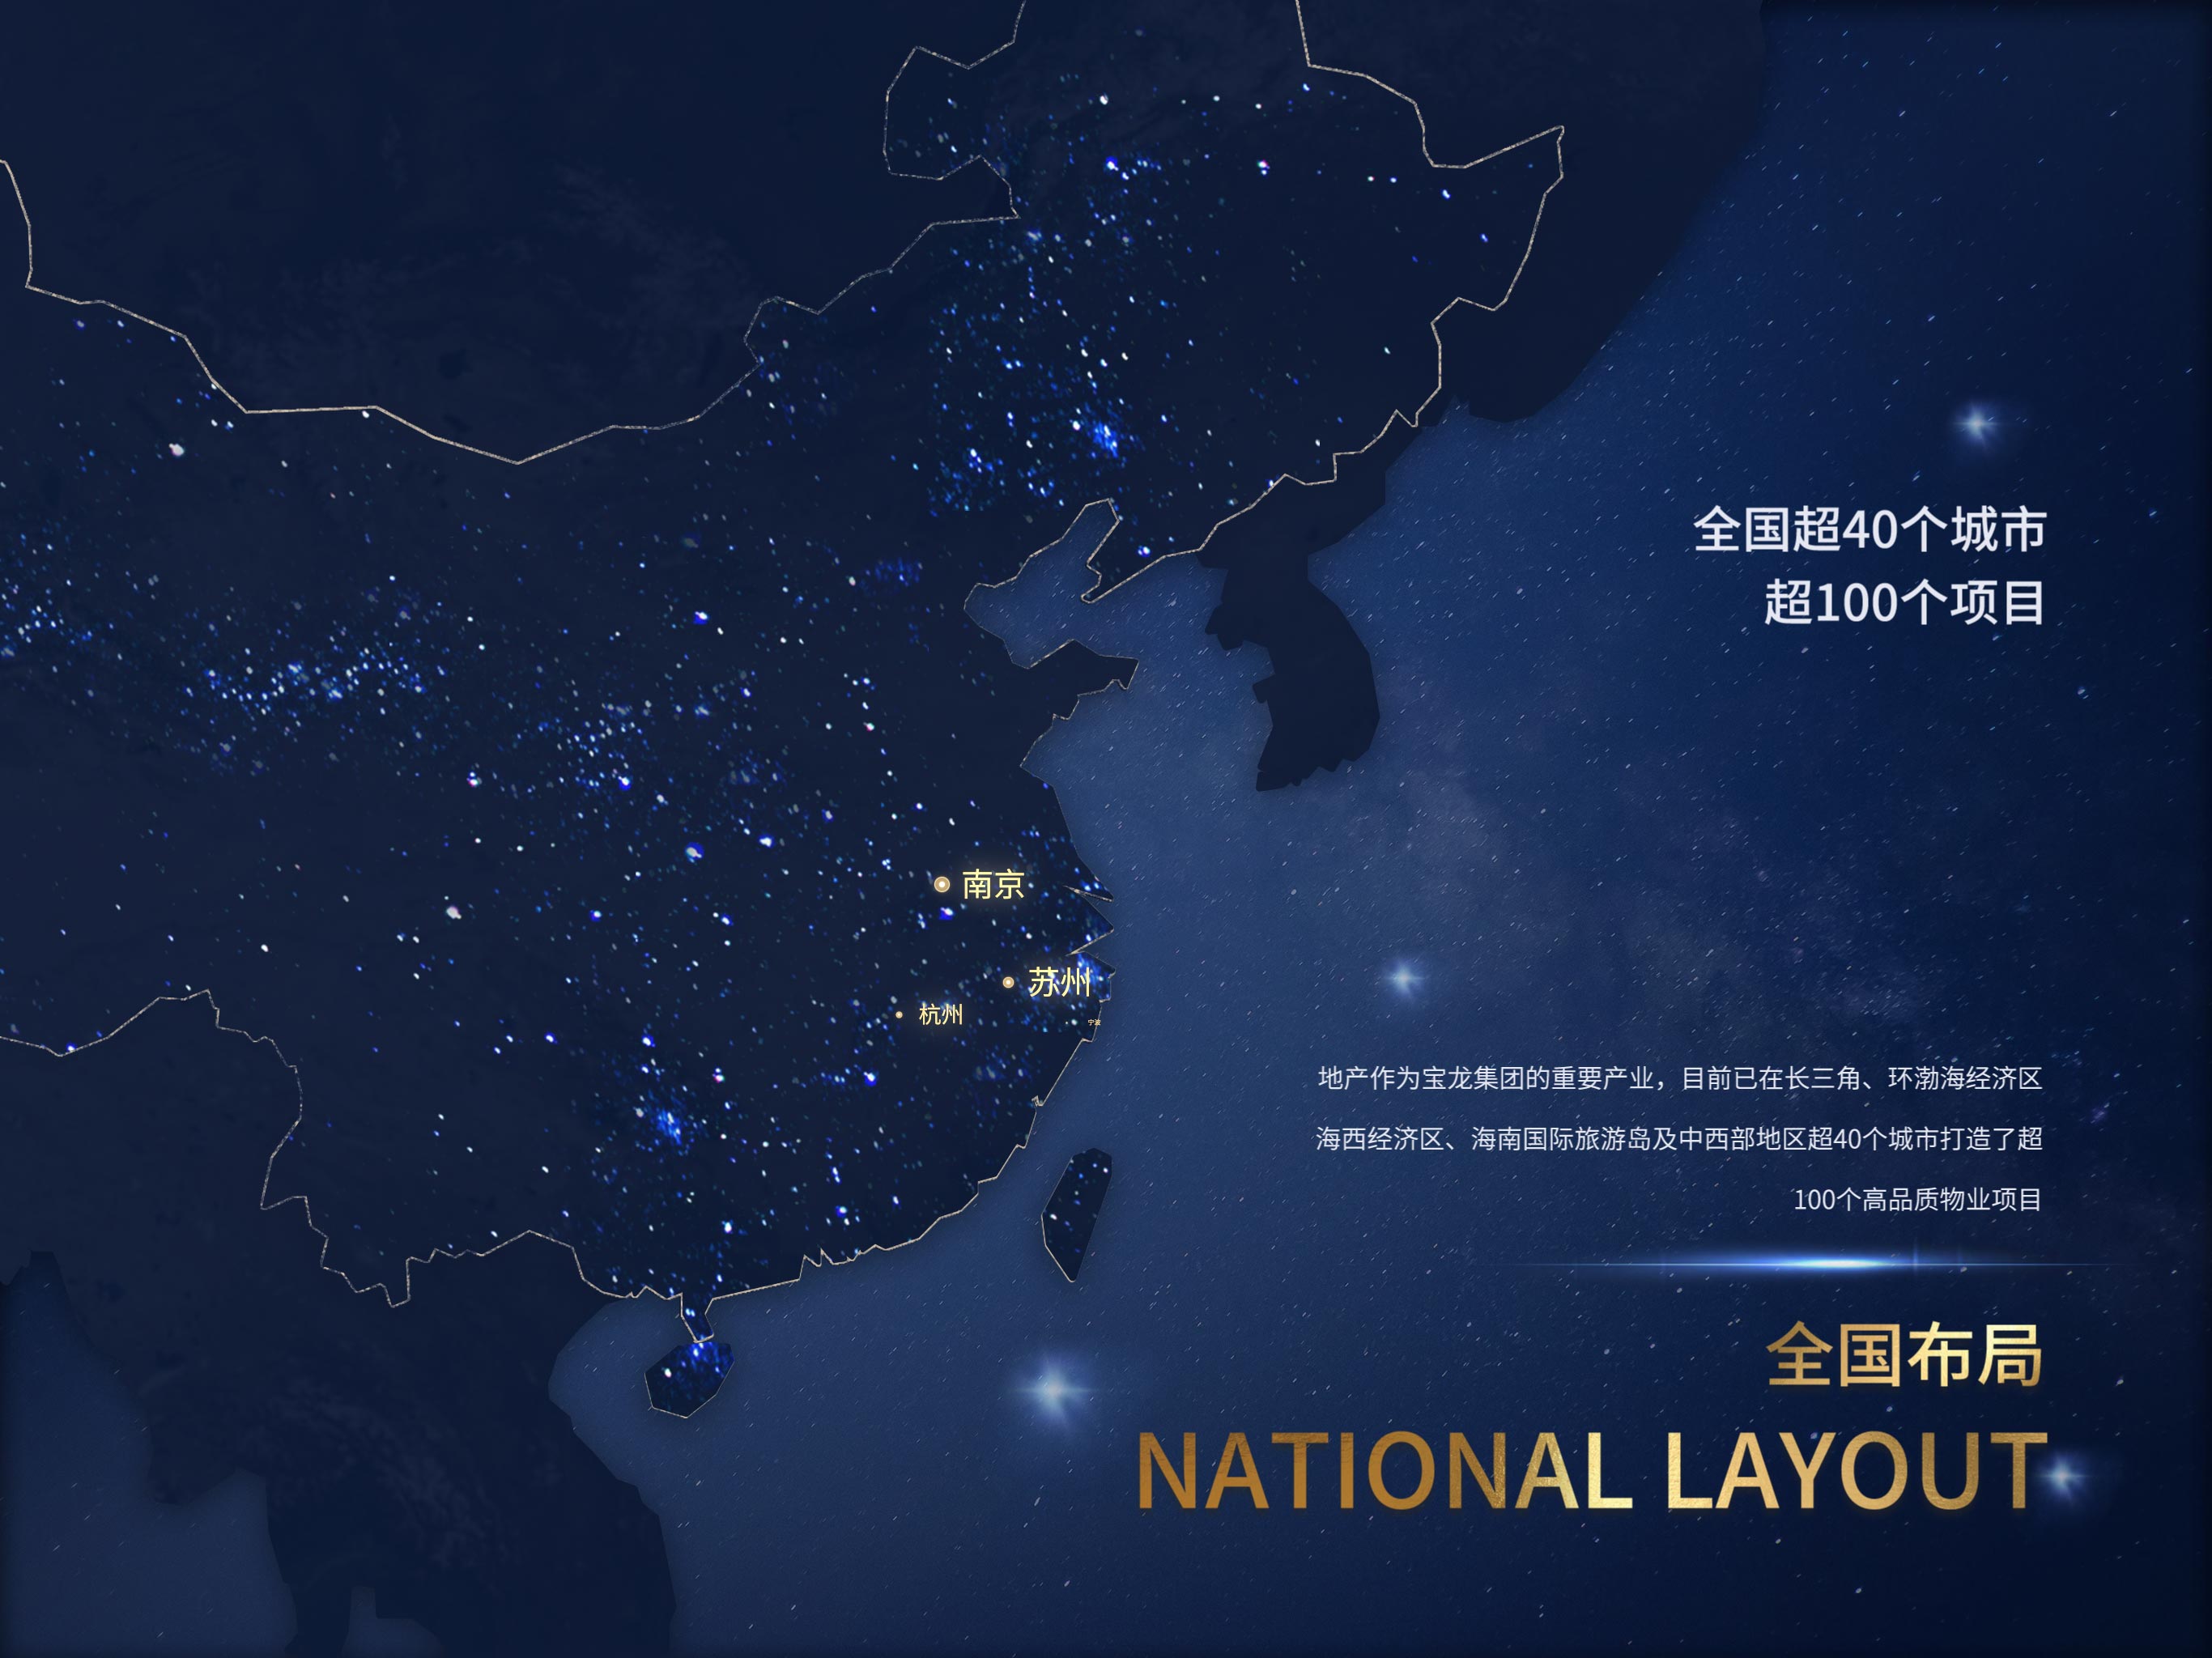 全国超40个城市
超100个项目
南京
苏州
杭州
宁波
地产作为宝龙集团的重要产业，目前已在长三角、环渤海经济区
海西经济区、海南国际旅游岛及中西部地区超40个城市打造了超
100个高品质物业项目
全国布局
NATIONAL LAYOUT